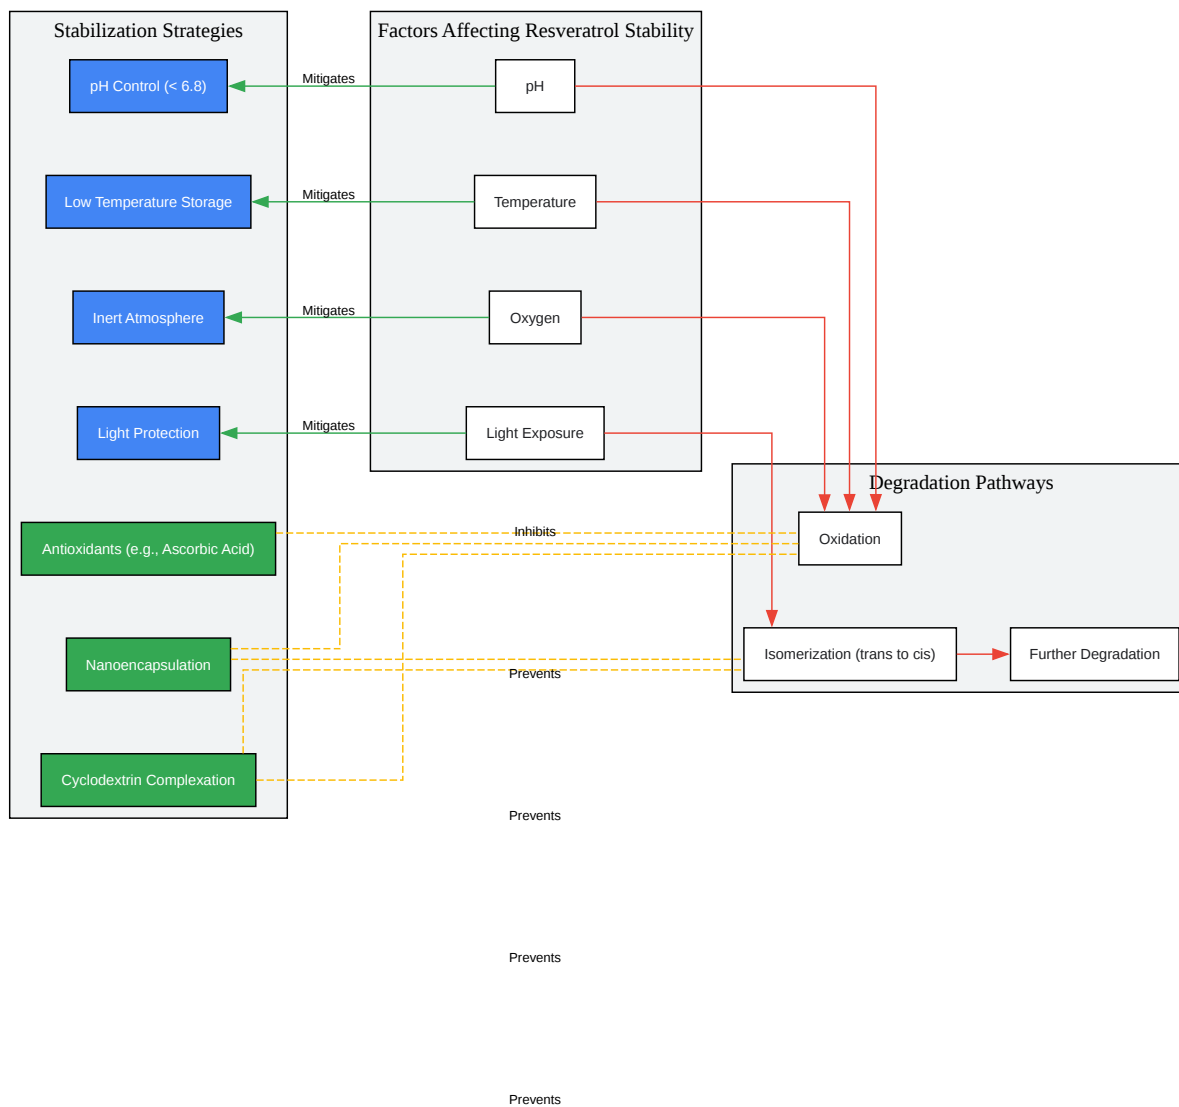 Stabilization Strategies
Factors Affecting Resveratrol Stability
pH Control (< 6.8)
Mitigates
pH
Low Temperature Storage
Mitigates
Temperature
Inert Atmosphere
Mitigates
Oxygen
Light Protection
Mitigates
Light Exposure
Degradation Pathways
Antioxidants (e.g., Ascorbic Acid)
Inhibits
Oxidation
Nanoencapsulation
Prevents
Isomerization (trans to cis)
Further Degradation
Cyclodextrin Complexation
Prevents
Prevents
Prevents